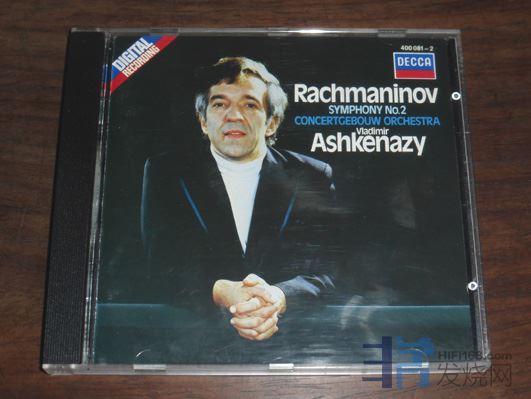 DIGITAL
RECORDING
400 081-2
DECCA
Rachmaninov
SYMPHONY No.2
CONCERTGEBOUW ORCHESTRA
Vladimir
Ashkenazy
HIFI168.com
发烧网